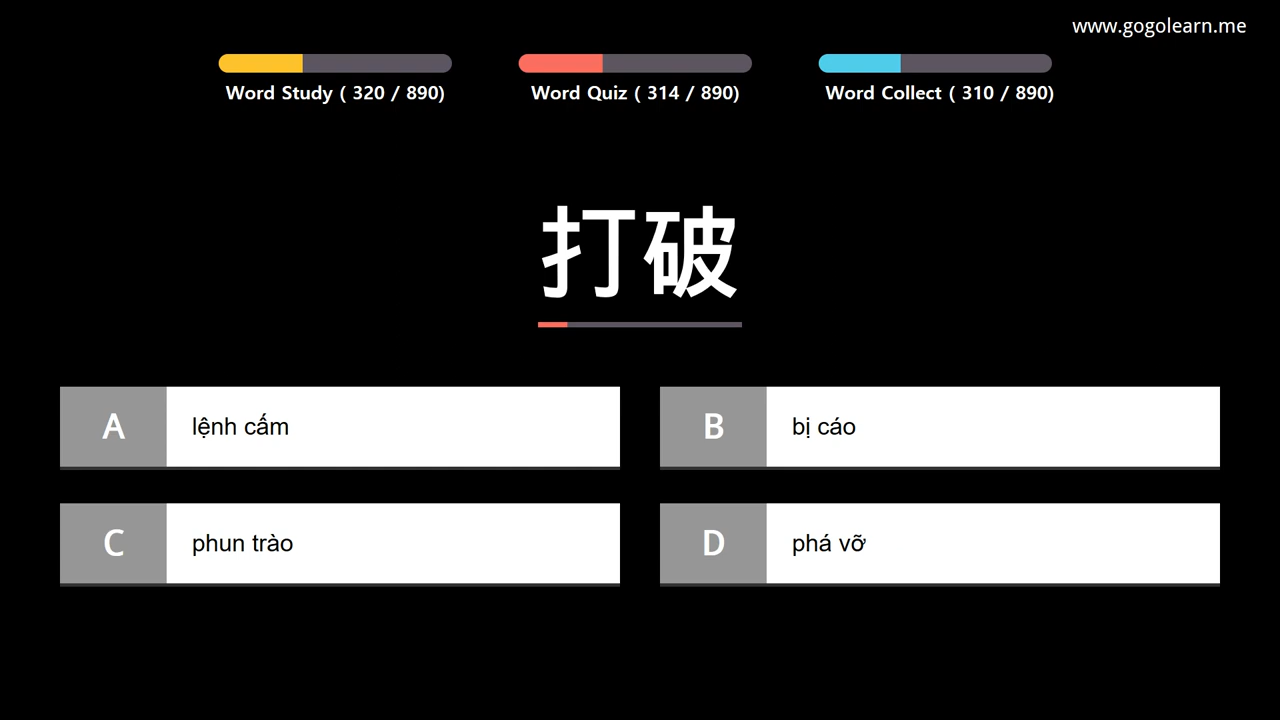 www.gogolearn.me
Word Study ( 320 / 890)
Word Quiz ( 314 / 890)
Word Collect ( 310 / 890)
打破
A lệnh cấm
B bị cáo
C phun trào
D phá vỡ